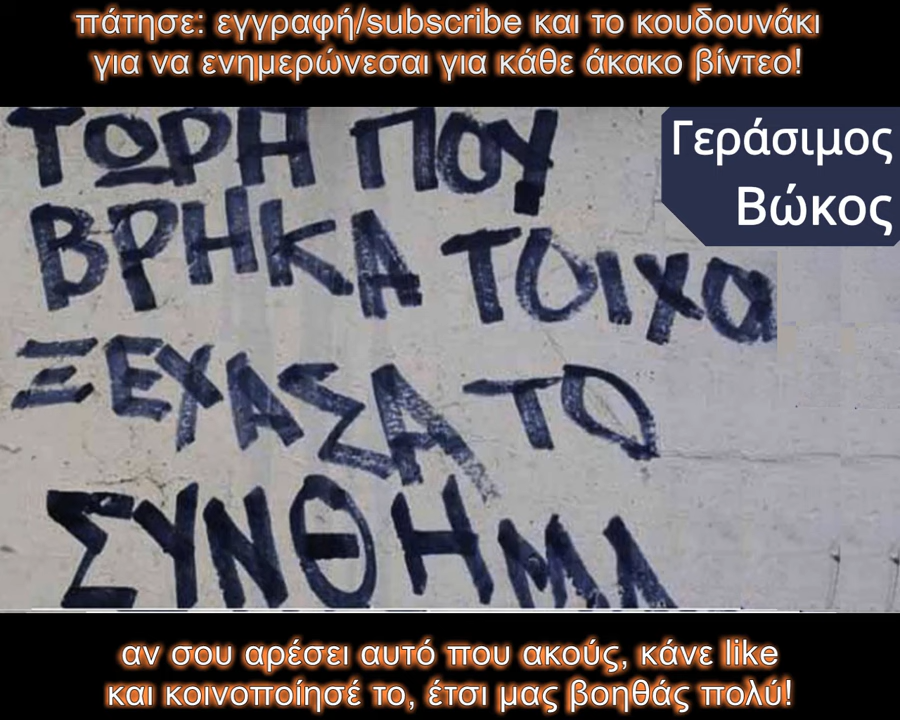 πάτησε: εγγραφή/subscribe και το κουδουνάκι
για να ενημερώνεσαι για κάθε άκακο βίντεο!
Γεράσιμος
Βώκος
ΤΩΡΑ ΠΟΥ
ΒΡΗΚΑ ΤΟΙΧΟ
ΞΕΧΑΣΑ ΤΟ
ΣΥΝΘΗΜΑ
αν σου αρέσει αυτό που ακούς, κάνε like
και κοινοποίησέ το, έτσι μας βοηθάς πολύ!